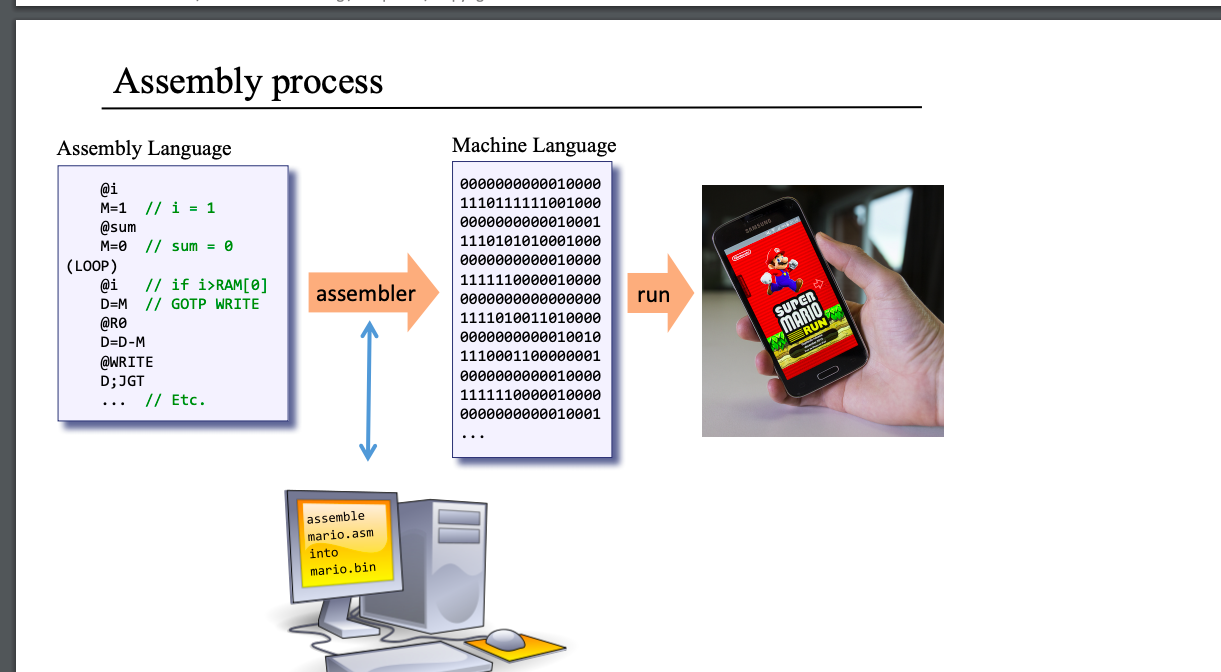 Assembly process
Assembly Language
@i
M=1 // i = 1
@sum
M=0 // sum = 0
(LOOP)
@i // if i>RAM[0]
D=M // GOTP WRITE
@R0
D=D-M
@WRITE
D;JGT
... // Etc.
assembler
Machine Language
0000000000010000
1110111111001000
0000000000010001
1110101010001000
0000000000010000
1111110000010000
0000000000000000
1111010011010000
0000000000010010
1110001100000001
0000000000010000
1111110000010000
0000000000010001
...
run
SAMSUNG
Nintendo
SUPER
MARIO
RUN
assemble
mario.asm
into
mario.bin